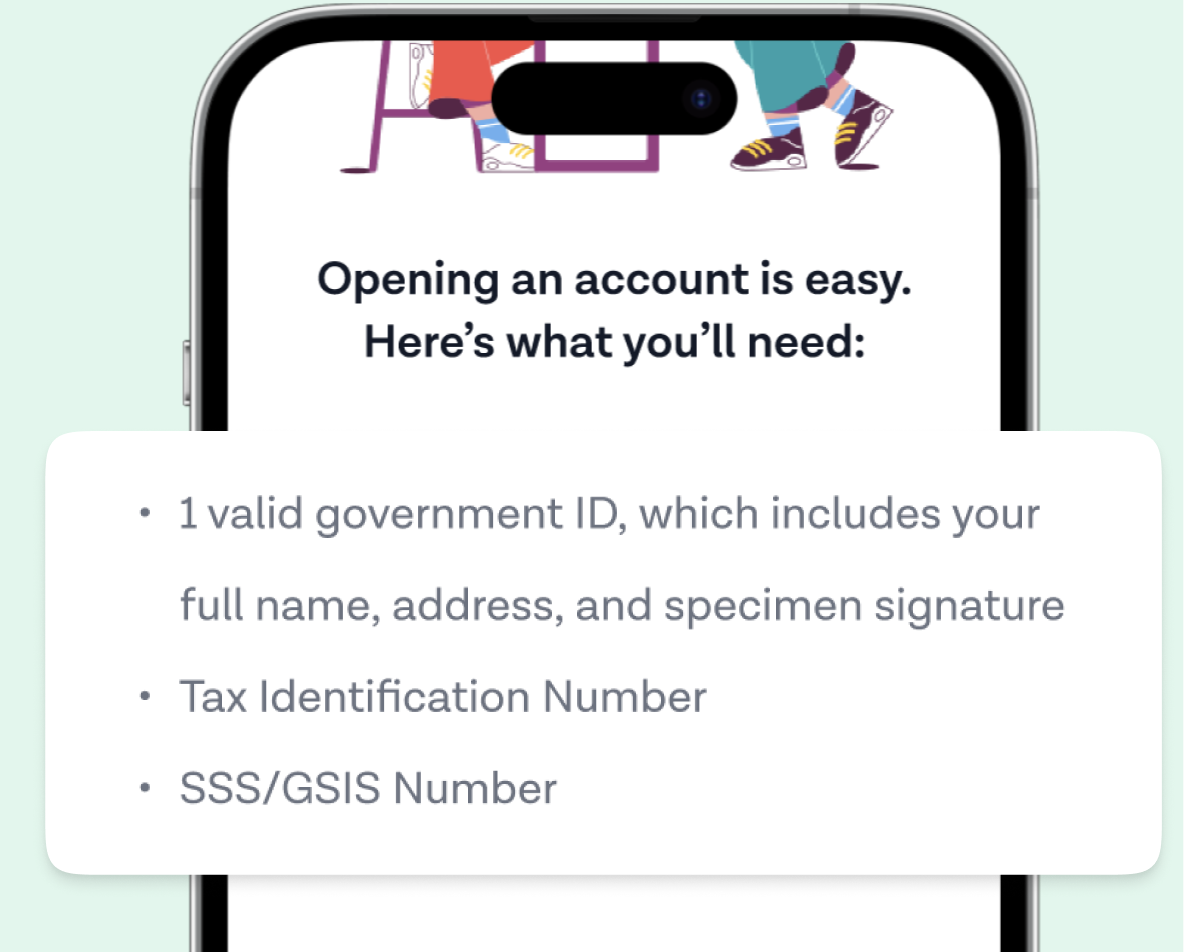 Opening an account is easy.
Here’s what you’ll need:
• 1 valid government ID, which includes your
full name, address, and specimen signature
• Tax Identification Number
• SSS/GSIS Number